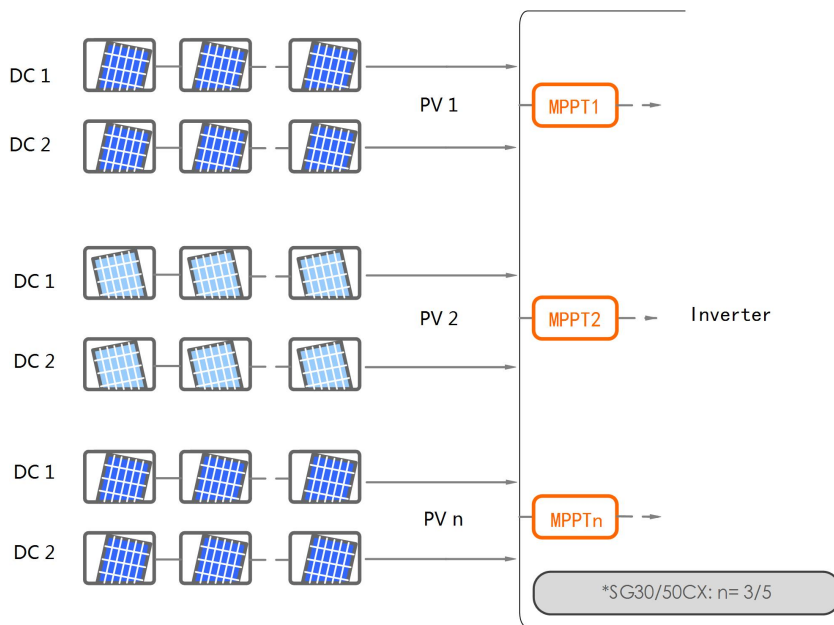 DC 1
PV 1
MPPT1
DC 2
DC 1
PV 2
MPPT2
Inverter
DC 2
DC 1
PV n
MPPTn
DC 2
*SG30/50CX: n= 3/5